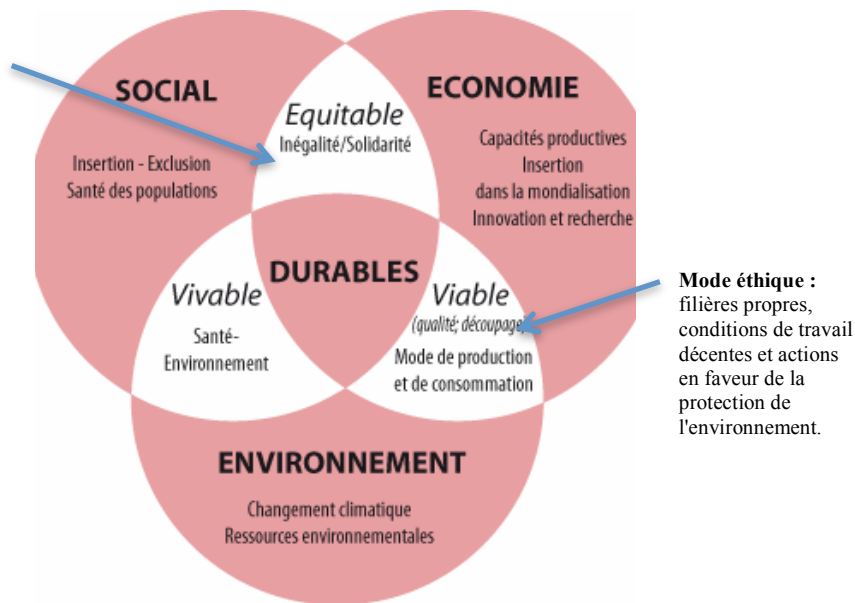 SOCIAL
Insertion - Exclusion
Santé des populations
Equitable
Inégalité/Solidarité
ECONOMIE
Capacités productives
Insertion
dans la mondialisation
Innovation et recherche
DURABLES
Vivable
Santé-
Environnement
Viable
(qualité; découpage)
Mode de production
et de consommation
ENVIRONNEMENT
Changement climatique
Ressources environnementales
Mode éthique :
filières propres,
conditions de travail
décentes et actions
en faveur de la
protection de
l'environnement.